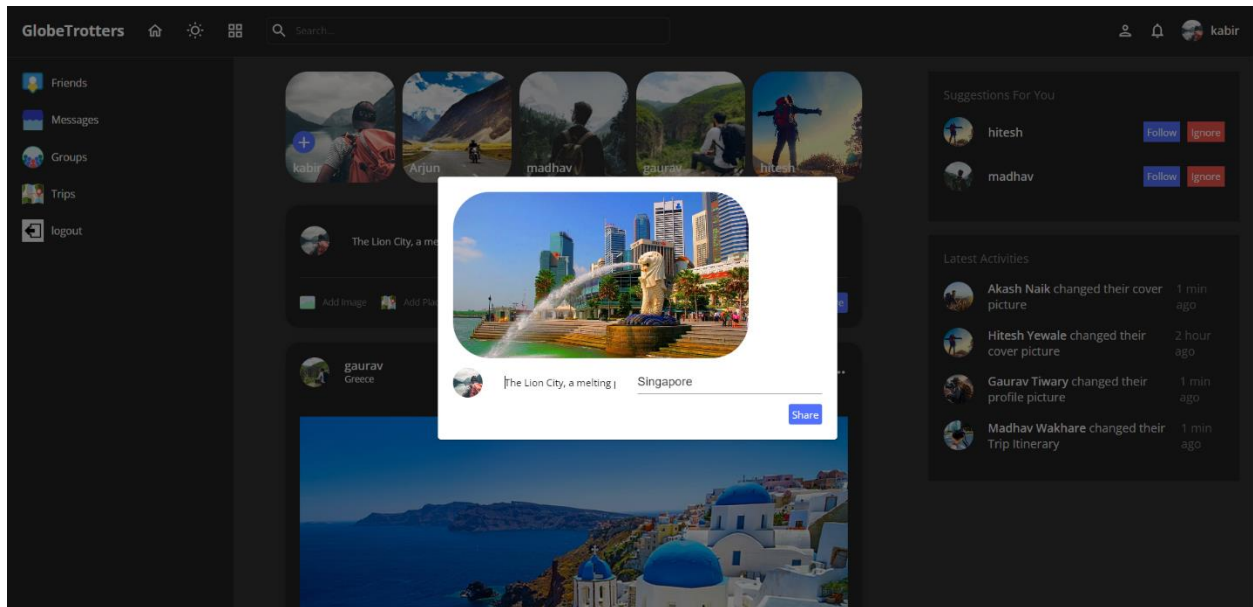 GlobeTrotters
Search...
kabir
Friends
Messages
Groups
Trips
logout
kabir
Arjun
madhav
gaurav
hitesh
The Lion City, a me
Add Image
Add Plac
gaurav
Greece
The Lion City, a melting
Singapore
Share
Suggestions For You
hitesh
Follow
Ignore
madhav
Follow
Ignore
Latest Activities
Akash Naik changed their cover
picture
1 min
ago
Hitesh Yewale changed their
cover picture
2 hour
ago
Gaurav Tiwary changed their
profile picture
1 min
ago
Madhav Wakhare changed their
Trip Itinerary
1 min
ago